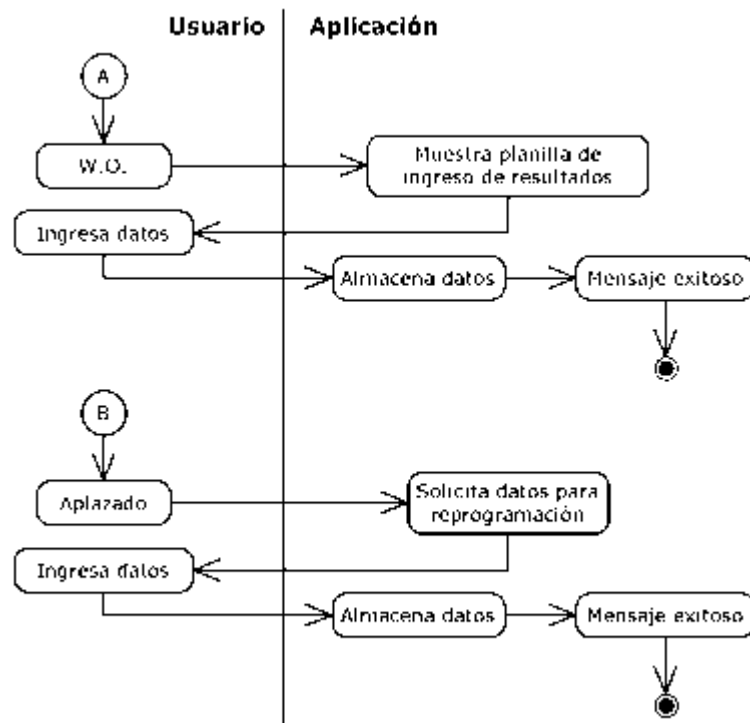 Usuario
Aplicación
A
W.O.
Muestra planilla de
ingreso de resultados
Ingresa datos
Almacena datos
Mensaje exitoso
B
Aplazado
Solicita datos para
reprogramación
Ingresa datos
Almacena datos
Mensaje exitoso